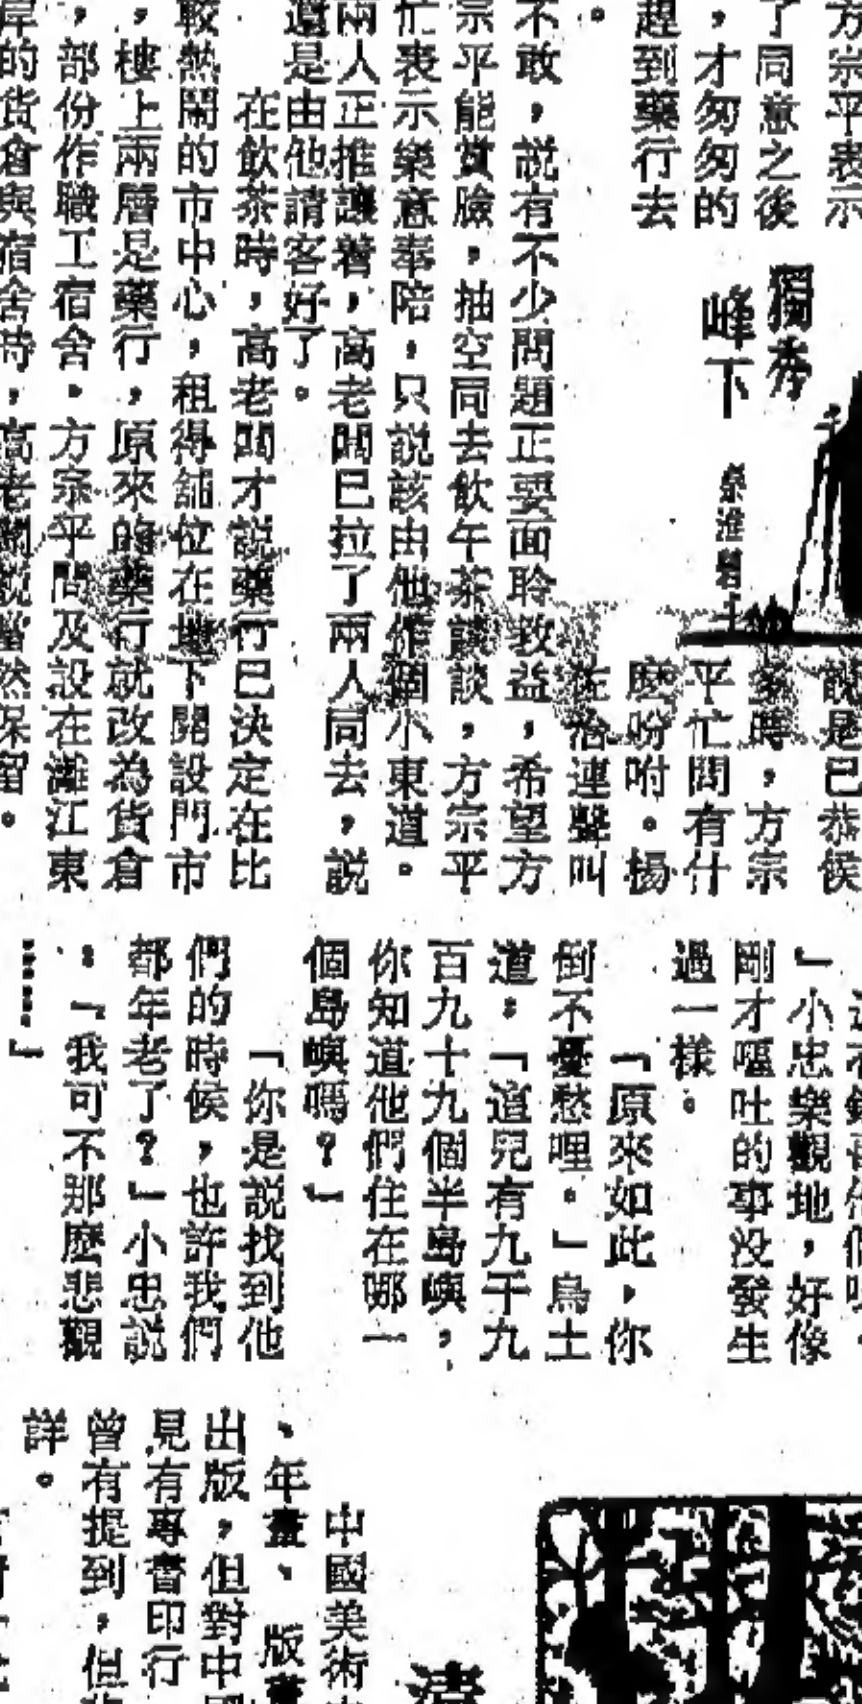 方宗平表示
了同意之後
，才匆匆的
趕到藥行去
。
獨秀
峰下
說是已恭候
多時，方宗
平忙問有什
麼吩咐。楊
連聲叫
不敢，說有不少問題正要面聆教益，希望方
宗平能賞臉，抽空同去飲午茶談談，方宗平
忙表示樂意奉陪，只說該由他作個小東道。
兩人正推讓着，高老闆已拉了兩人同去，說
還是由他請客好了。
在飲茶時，高老闆才說藥行已決定在比
較熱鬧的市中心，租得舖位在地下開設門市
，樓上兩層是藥行，原來的藥行就改為貨倉
，部份作職工宿舍。方宗平問及設在灕江東
岸的貨倉與宿舍時，高老闆說當然保留。
」小忠樂觀地，好像
剛才嘔吐的事没發生
過一樣。
「原來如此，你
倒不憂愁哩。」烏土
道：「這兒有九千九
百九十九個半島嶼，
你知道他們住在哪一
個島嶼嗎？」
「你是説找到他
們的時候，也許我們
都年老了？」小忠説
：「我可不那麼悲觀
……」
中國美術
、年畫、版畫
出版，但對中國
見有專書印行
曾有提到，但
詳。